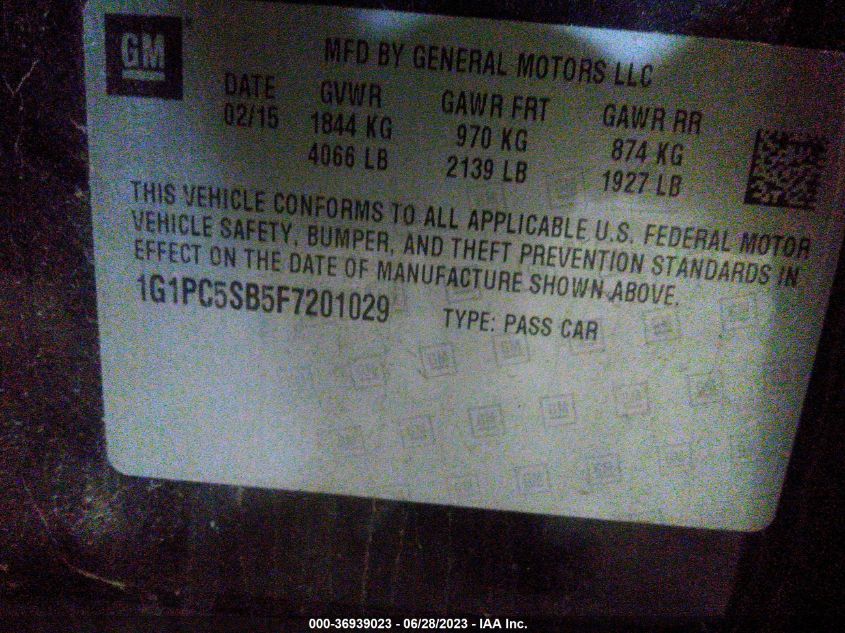 GM
MFD BY GENERAL MOTORS LLC
DATE GVWR GAWR FRT GAWR RR
02/15 1844 KG 970 KG 874 KG
4066 LB 2139 LB 1927 LB
THIS VEHICLE CONFORMS TO ALL APPLICABLE U.S. FEDERAL MOTOR
VEHICLE SAFETY, BUMPER, AND THEFT PREVENTION STANDARDS IN
EFFECT ON THE DATE OF MANUFACTURE SHOWN ABOVE.
1G1PC5SB5F7201029 TYPE: PASS CAR
000-36939023 - 06/28/2023 - IAA Inc.